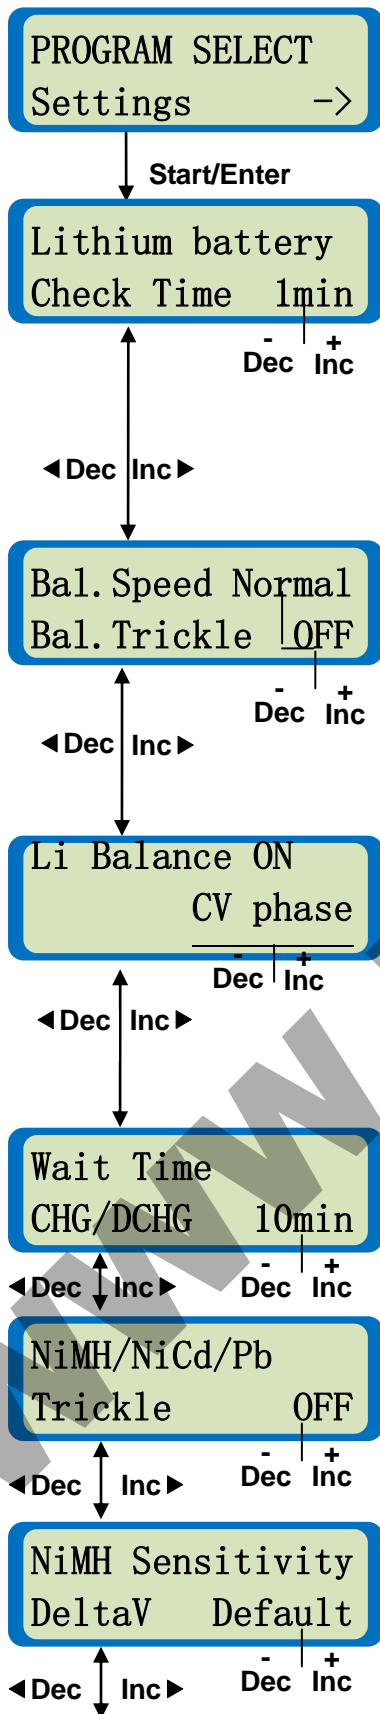 PROGRAM SELECT
Settings ->
Start/Enter
Lithium battery
Check Time 1min
- +
Dec Inc
◀Dec Inc▶
Bal.Speed Normal
Bal.Trickle OFF
- +
Dec Inc
◀Dec Inc▶
Li Balance ON
CV phase
- +
Dec Inc
◀Dec Inc▶
Wait Time
CHG/DCHG 10min
- +
◀Dec Inc▶ Dec Inc
NiMH/NiCd/Pb
Trickle OFF
- +
◀Dec Inc▶ Dec Inc
NiMH Sensitivity
DeltaV Default
- +
◀Dec Inc▶ Dec Inc